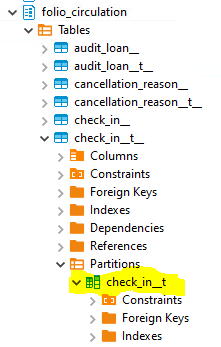 folio_circulation
Tables
audit_loan__
audit_loan__t__
cancellation_reason__
cancellation_reason__t__
check_in__
check_in__t__
Columns
Constraints
Foreign Keys
Indexes
Dependencies
References
Partitions
check_in__t
Constraints
Foreign Keys
Indexes